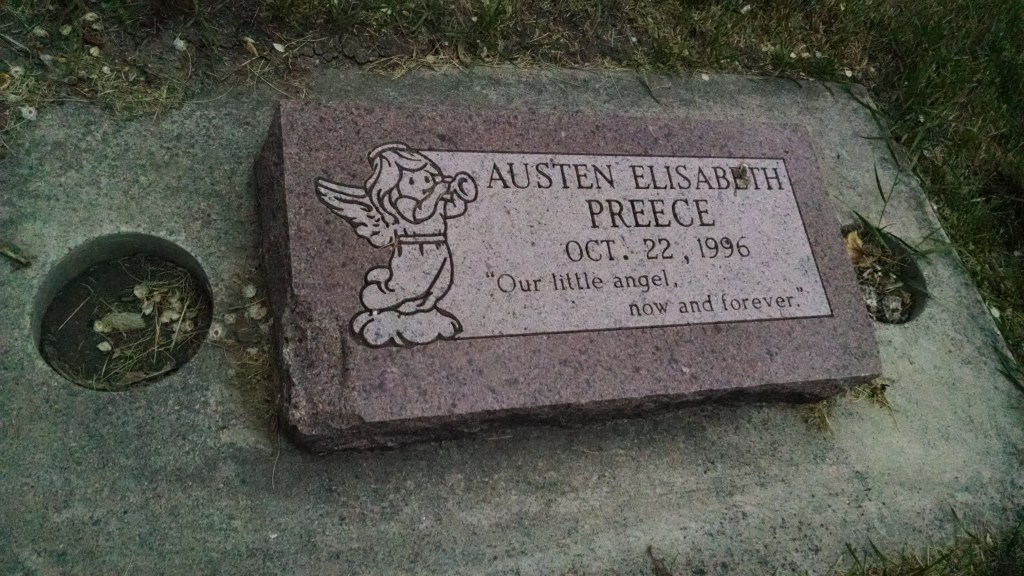 AUSTEN ELISABETH
PREECE
OCT. 22, 1996
"Our little angel,
now and forever."